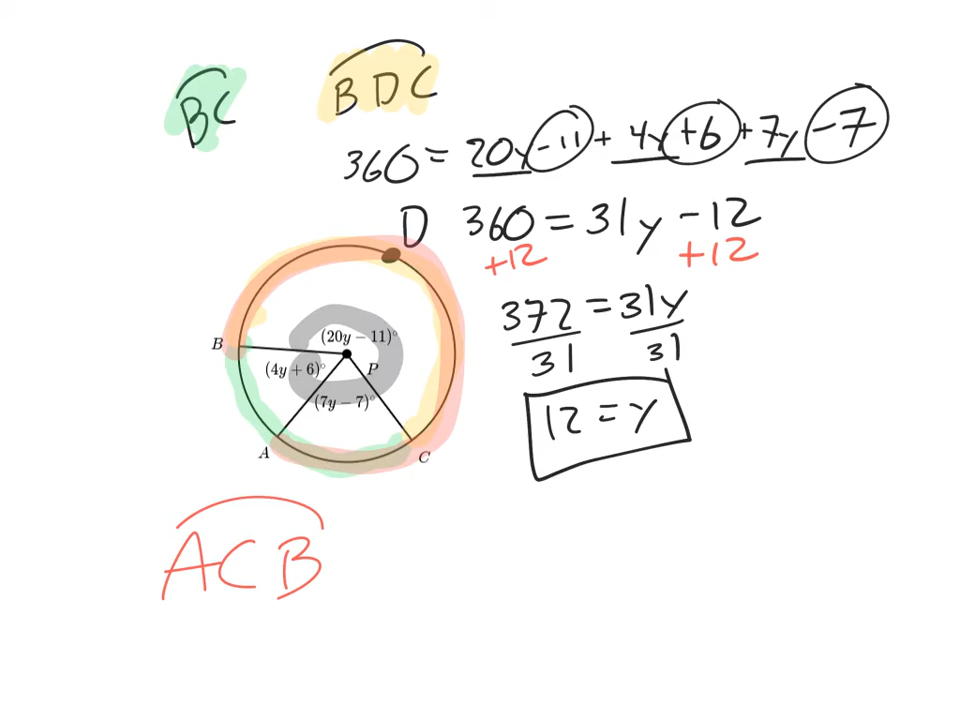 BC BDC
360 = 20y - 11 + 4y + 6 + 7y - 7
D 360 = 31y - 12
+12 +12
372 = 31y
31 31
12 = y
(20y − 11)°
B
(4y + 6)° P
(7y − 7)°
A C
ACB